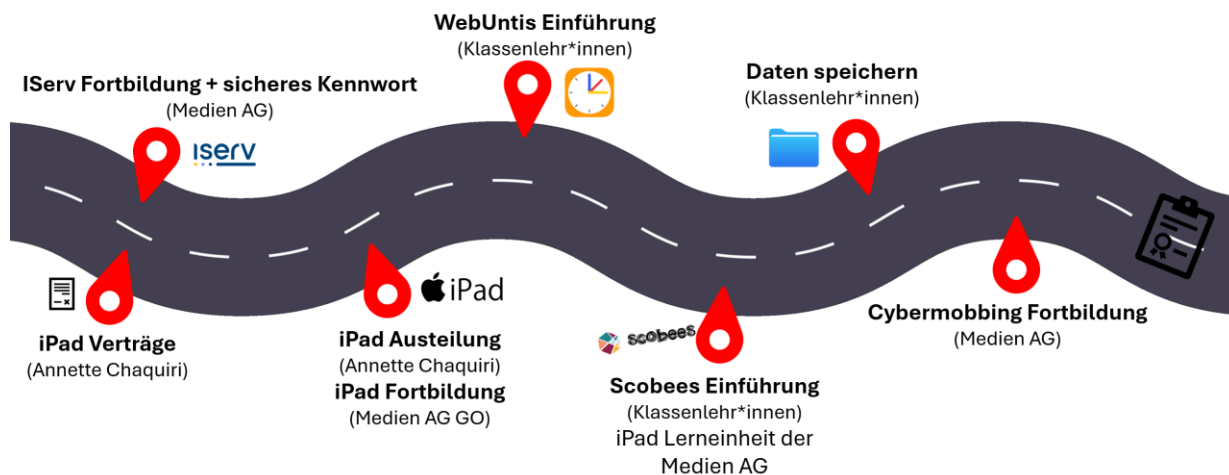 WebUntis Einführung
(Klassenlehr*innen)
IServ Fortbildung + sicheres Kennwort
(Medien AG)
Iserv
Daten speichern
(Klassenlehr*innen)
iPad Verträge
(Annette Chaquiri)
iPad
iPad Austeilung
(Annette Chaquiri)
iPad Fortbildung
(Medien AG GO)
scobees
Scobees Einführung
(Klassenlehr*innen)
iPad Lerneinheit der
Medien AG
Cybermobbing Fortbildung
(Medien AG)